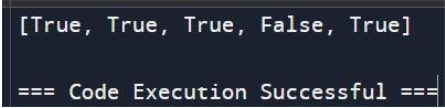 [True, True, True, False, True]
=== Code Execution Successful ===